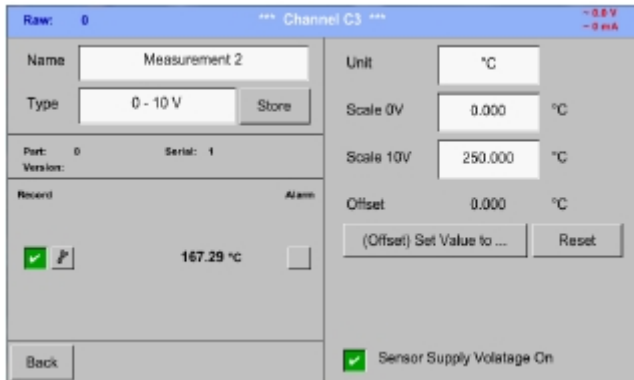 Raw: 0 *** Channel C3 *** ~ 0.0 V
~ 0 mA
Name Measurement 2
Type 0 - 10 V Store
Part: 0 Serial: 1
Version:
Record Alarm
167.29 °C
Back
Unit °C
Scale 0V 0.000 °C
Scale 10V 250.000 °C
Offset 0.000 °C
(Offset) Set Value to ... Reset
Sensor Supply Volatage On